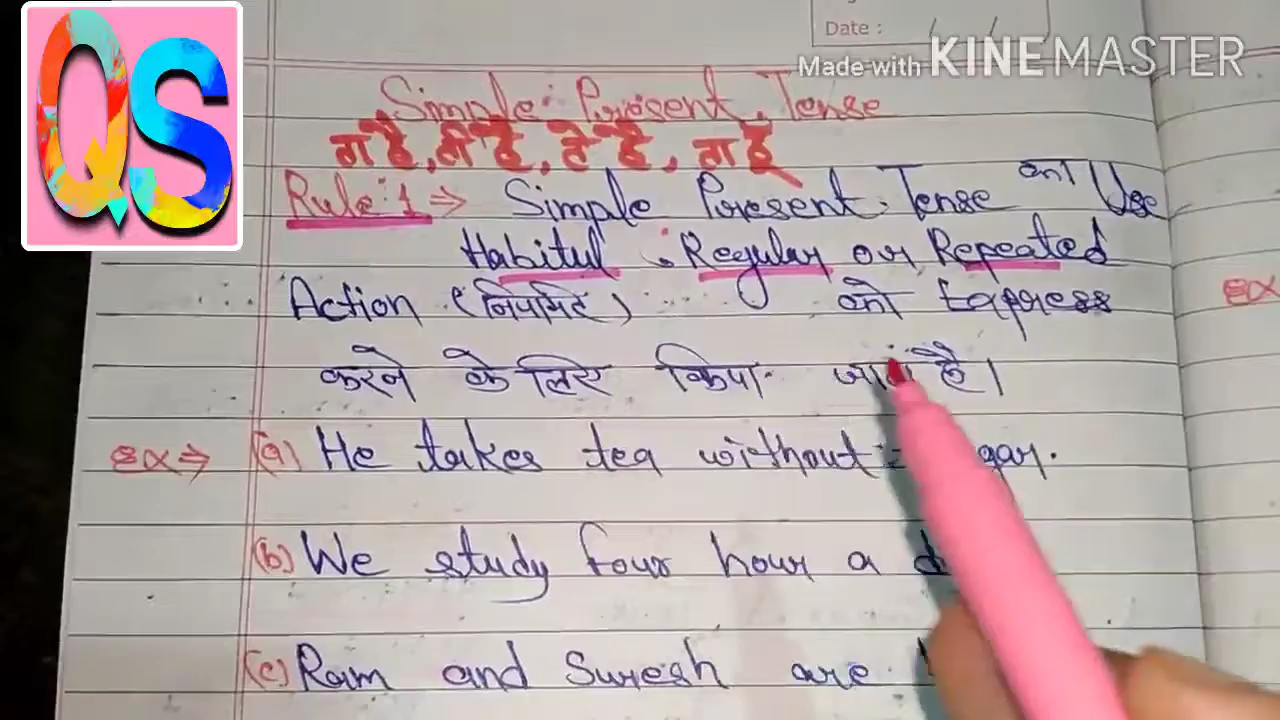 QS
Date : / /
Made with KINEMASTER
Simple Present Tense
ता है, ती है, ते है, ता हूँ
Rule:1 ⇒ Simple Present Tense का Use
Habitul . Regular or Repeated
Action (नियमित) को Express
करने के लिए किया जाता है।
ex ⇒ (a) He takes tea without
(b) We study four hour a
(c) Ram and Suresh are
ex